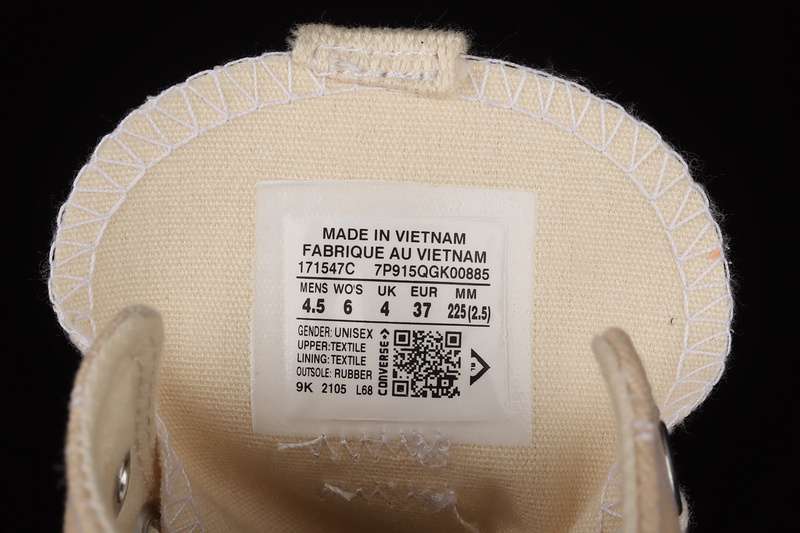 MADE IN VIETNAM
FABRIQUE AU VIETNAM
171547C 7P915QGK00885
MENS WO'S UK EUR MM
4.5 6 4 37 225(2.5)
GENDER: UNISEX
UPPER: TEXTILE
LINING: TEXTILE
OUTSOLE: RUBBER
9K 2105 L68
CONVERSE